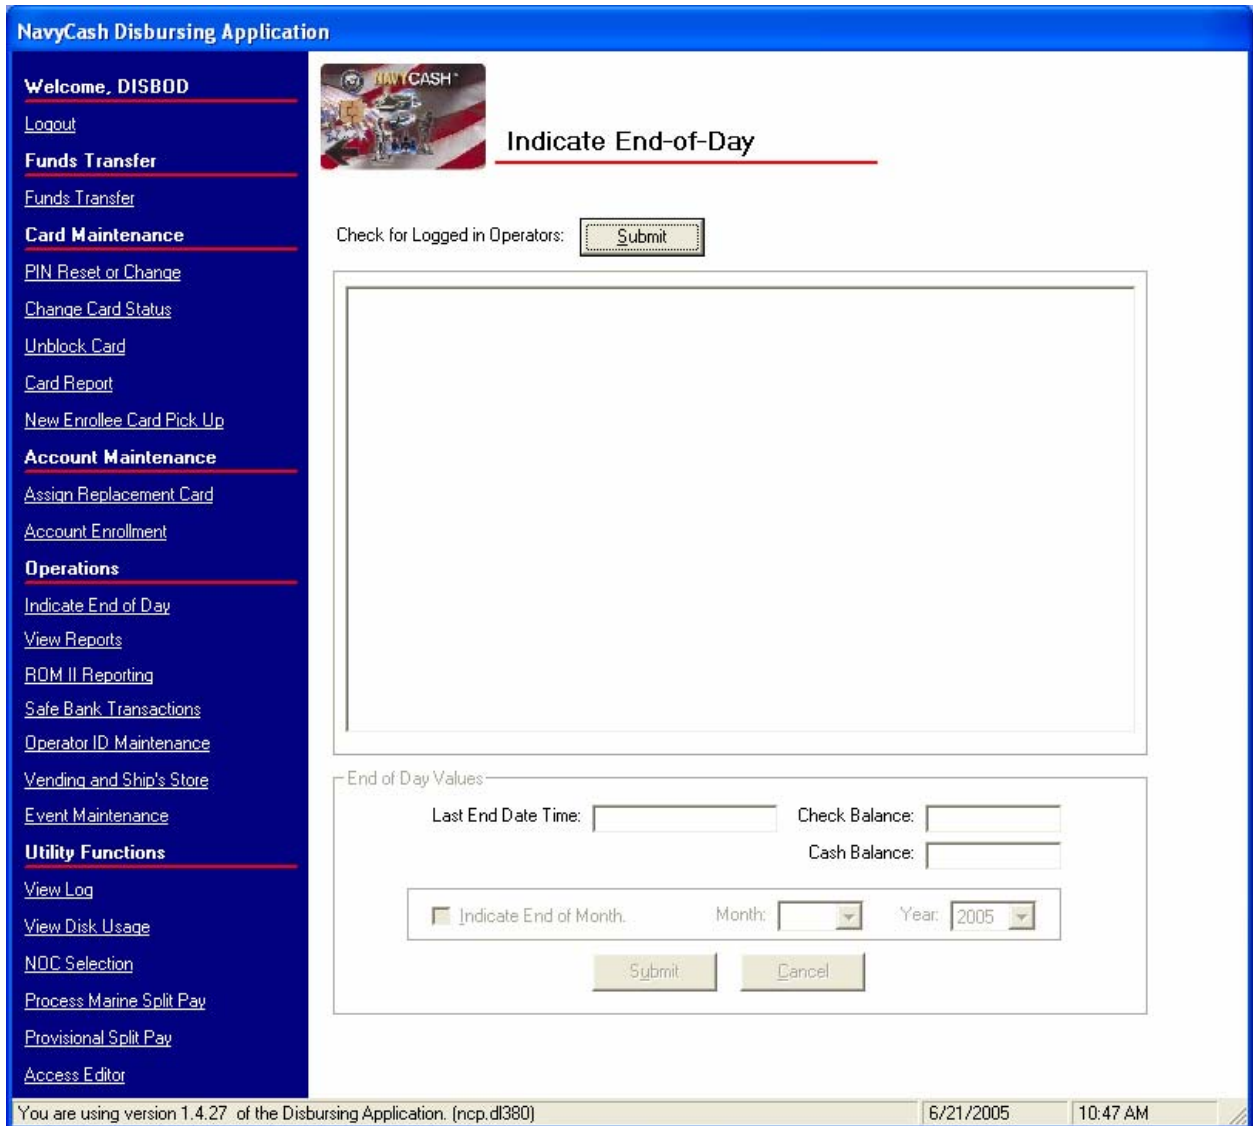 NavyCash Disbursing Application
Welcome, DISBOD
Logout
Funds Transfer
Funds Transfer
Card Maintenance
PIN Reset or Change
Change Card Status
Unblock Card
Card Report
New Enrollee Card Pick Up
Account Maintenance
Assign Replacement Card
Account Enrollment
Operations
Indicate End of Day
View Reports
ROM II Reporting
Safe Bank Transactions
Operator ID Maintenance
Vending and Ship's Store
Event Maintenance
Utility Functions
View Log
View Disk Usage
NOC Selection
Process Marine Split Pay
Provisional Split Pay
Access Editor
NAVYCASH™
Indicate End-of-Day
Check for Logged in Operators: Submit
End of Day Values
Last End Date Time: Check Balance:
Cash Balance:
Indicate End of Month. Month: Year: 2005
Submit Cancel
You are using version 1.4.27 of the Disbursing Application. (ncp.dl380) 6/21/2005 10:47 AM